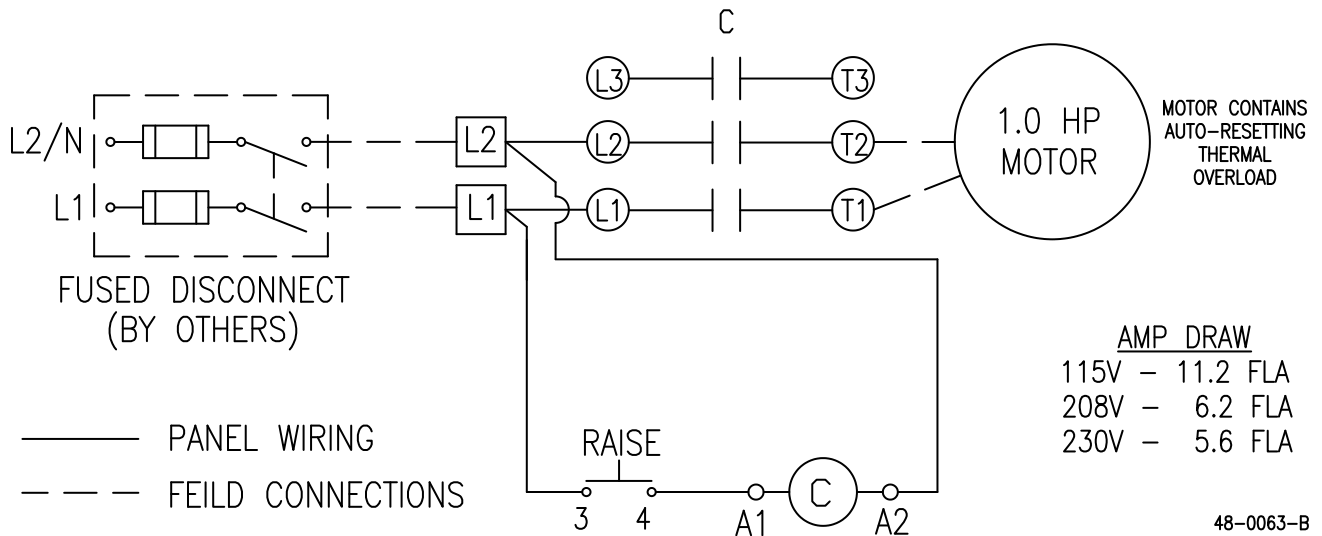 C
L3
T3
L2/N
L2
L2
T2
1.0 HP
MOTOR
MOTOR CONTAINS
AUTO-RESETTING
THERMAL
OVERLOAD
L1
L1
L1
T1
FUSED DISCONNECT
(BY OTHERS)
AMP DRAW
115V - 11.2 FLA
208V - 6.2 FLA
230V - 5.6 FLA
PANEL WIRING
FEILD CONNECTIONS
RAISE
3
4
A1
C
A2
48-0063-B